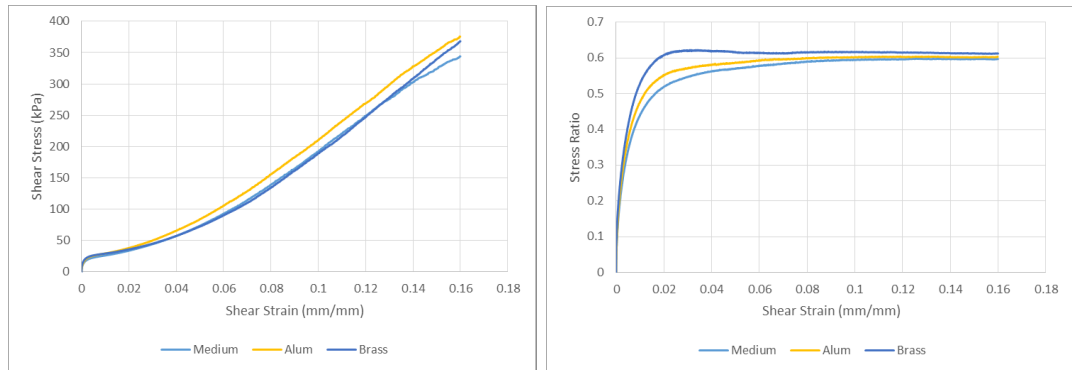 400
350
300
250
200
150
100
50
0
Shear Stress (kPa)
0 0.02 0.04 0.06 0.08 0.1 0.12 0.14 0.16 0.18
Shear Strain (mm/mm)
Medium Alum Brass
0.7
0.6
0.5
0.4
0.3
0.2
0.1
0
Stress Ratio
0 0.02 0.04 0.06 0.08 0.1 0.12 0.14 0.16 0.18
Shear Strain (mm/mm)
Medium Alum Brass